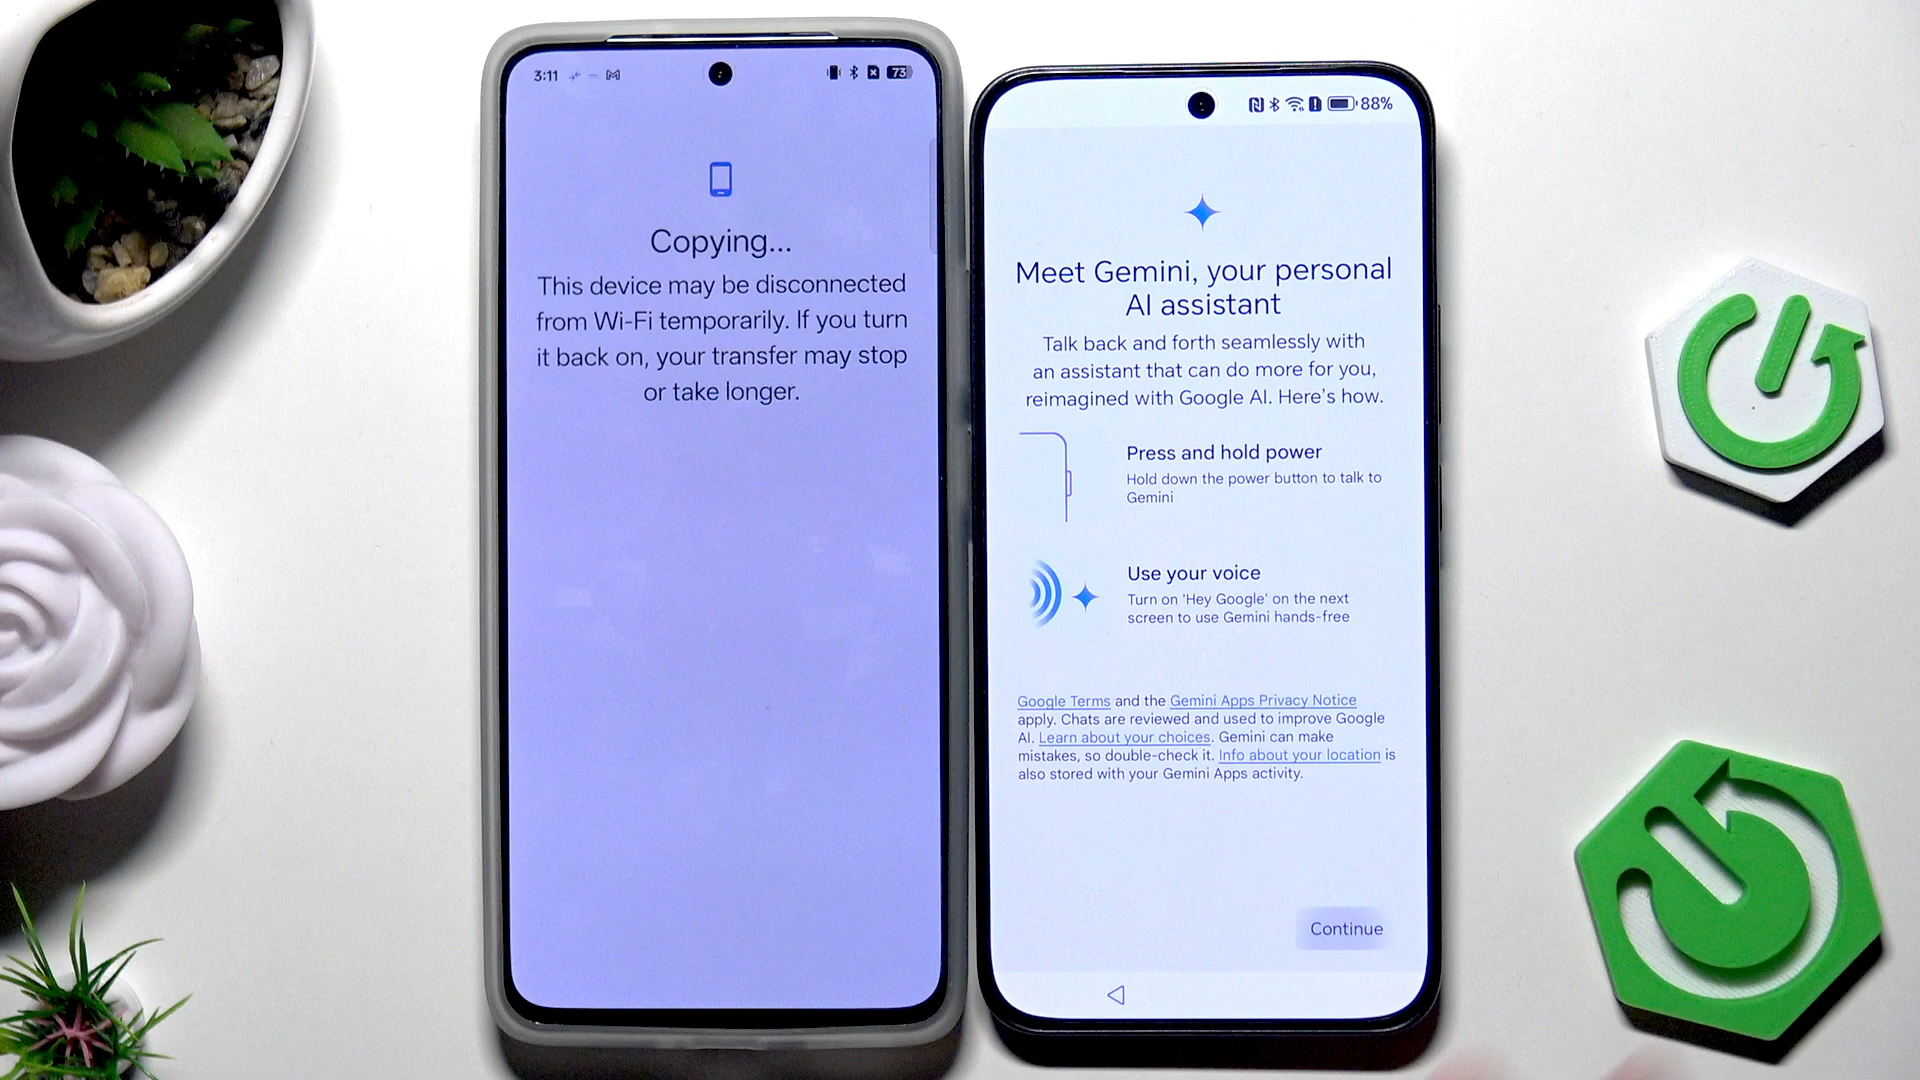 3:11
73
Copying...
This device may be disconnected
from Wi-Fi temporarily. If you turn
it back on, your transfer may stop
or take longer.
88%
Meet Gemini, your personal
AI assistant
Talk back and forth seamlessly with
an assistant that can do more for you,
reimagined with Google AI. Here's how.
Press and hold power
Hold down the power button to talk to
Gemini
Use your voice
Turn on 'Hey Google' on the next
screen to use Gemini hands-free
Google Terms and the Gemini Apps Privacy Notice
apply. Chats are reviewed and used to improve Google
AI. Learn about your choices. Gemini can make
mistakes, so double-check it. Info about your location is
also stored with your Gemini Apps activity.
Continue